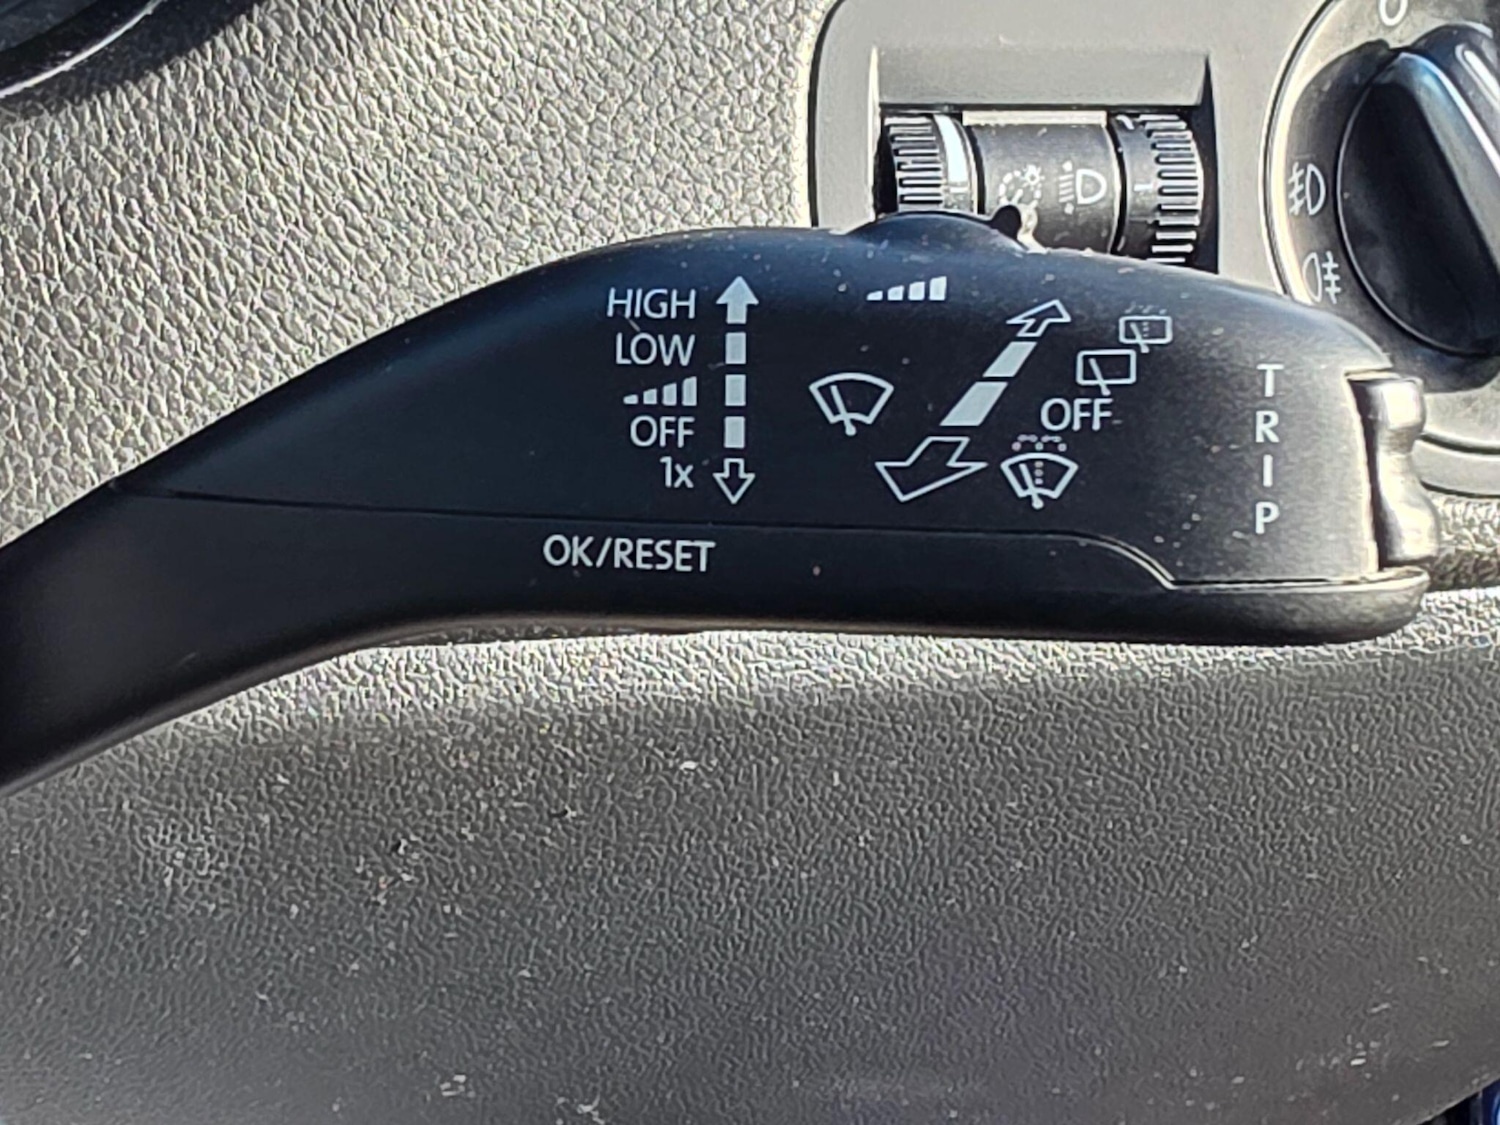 HIGH
LOW
OFF
1x
OFF
TRIP
OK/RESET